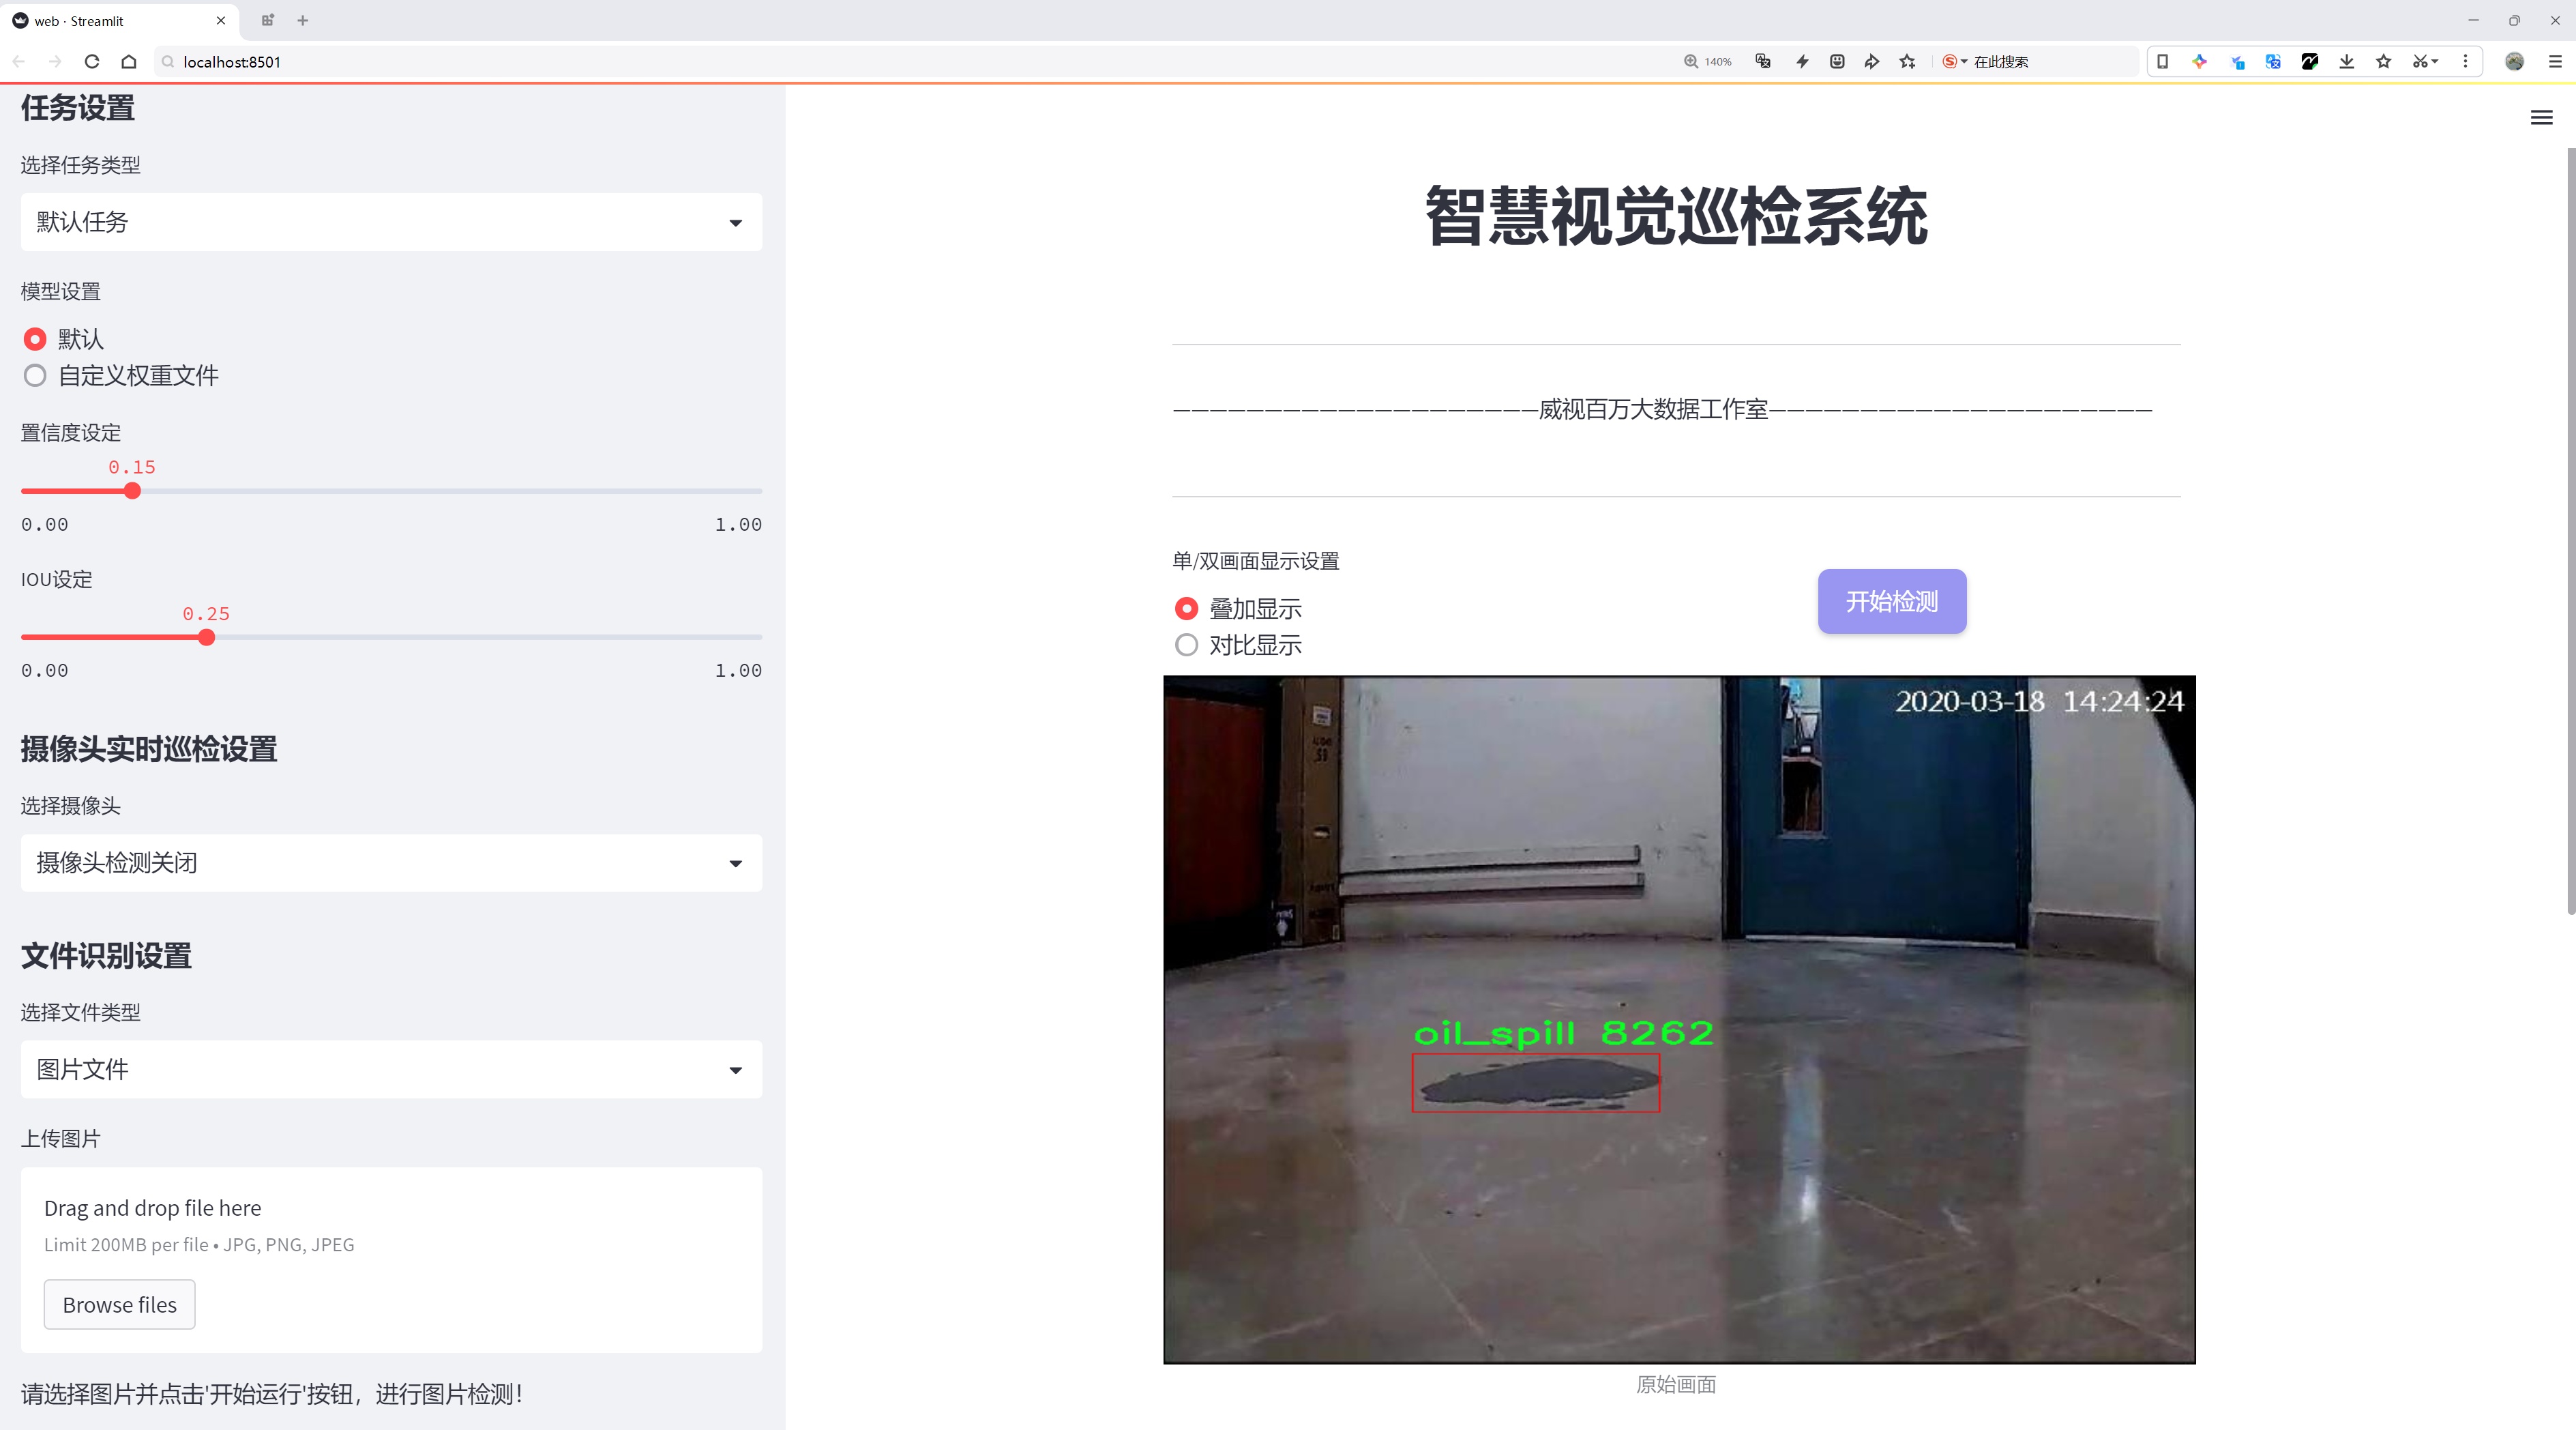 web · Streamlit
localhost:8501
140%
在此搜索
任务设置
选择任务类型
默认任务
模型设置
默认
自定义权重文件
置信度设定
0.15
0.00
1.00
IOU设定
0.25
0.00
1.00
摄像头实时巡检设置
选择摄像头
摄像头检测关闭
文件识别设置
选择文件类型
图片文件
上传图片
Drag and drop file here
Limit 200MB per file • JPG, PNG, JPEG
Browse files
请选择图片并点击'开始运行'按钮，进行图片检测！
智慧视觉巡检系统
————————————————————威视百万大数据工作室—————————————————————
单/双画面显示设置
叠加显示
对比显示
开始检测
2020-03-18 14:24:24
oil_spill 8262
原始画面